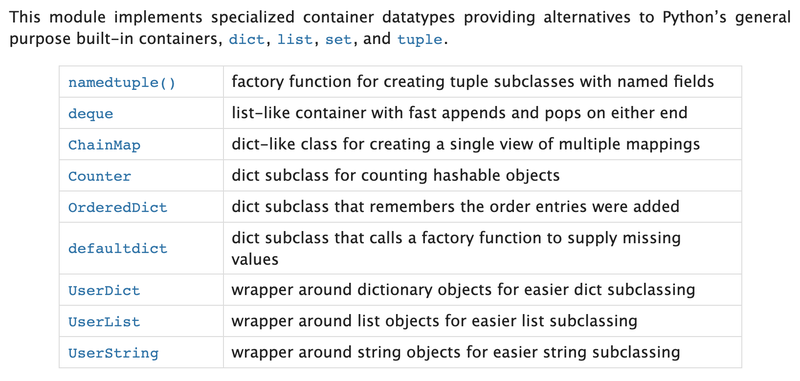 This module implements specialized container datatypes providing alternatives to Python’s general
purpose built-in containers, dict, list, set, and tuple.
namedtuple() factory function for creating tuple subclasses with named fields
deque list-like container with fast appends and pops on either end
ChainMap dict-like class for creating a single view of multiple mappings
Counter dict subclass for counting hashable objects
OrderedDict dict subclass that remembers the order entries were added
defaultdict dict subclass that calls a factory function to supply missing
values
UserDict wrapper around dictionary objects for easier dict subclassing
UserList wrapper around list objects for easier list subclassing
UserString wrapper around string objects for easier string subclassing